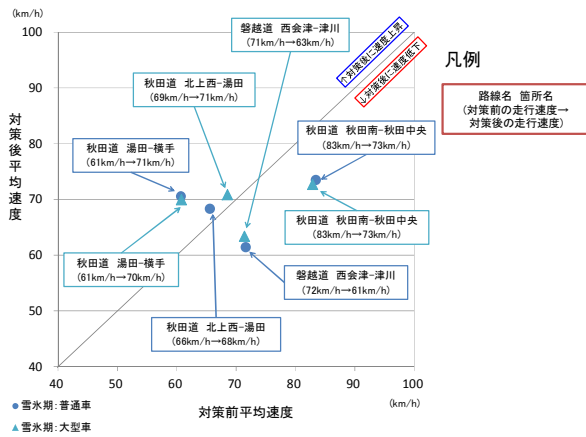 (km/h)
100
90
80
70
60
50
40
対策後平均速度
磐越道 西会津-津川
(71km/h→63km/h)
↑対策後に速度上昇
↓対策後に速度低下
秋田道 北上西-湯田
(69km/h→71km/h)
秋田道 湯田-横手
(61km/h→71km/h)
秋田道 秋田南-秋田中央
(83km/h→73km/h)
秋田道 秋田南-秋田中央
(83km/h→73km/h)
秋田道 湯田-横手
(61km/h→70km/h)
磐越道 西会津-津川
(72km/h→61km/h)
秋田道 北上西-湯田
(66km/h→68km/h)
40 50 60 70 80 90 100
対策前平均速度
(km/h)
●雪氷期:普通車
▲雪氷期:大型車
凡例
路線名 箇所名
(対策前の走行速度→
対策後の走行速度)